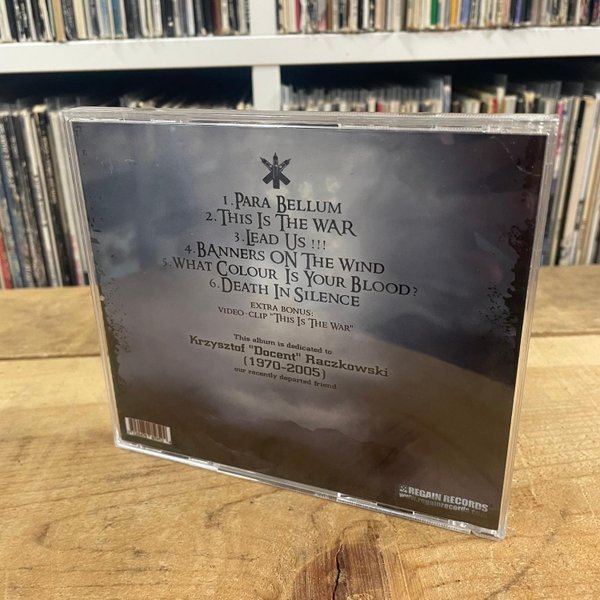 1. Para Bellum
2. This Is The War
3. Lead Us !!!
4. Banners On The Wind
5. What Colour Is Your Blood?
6. Death In Silence
Extra Bonus:
Video-Clip "This Is The War"
This album is dedicated to
Krzysztof "Docent" Raczkowski
(1970-2005)
our recently departed friend
REGAIN RECORDS